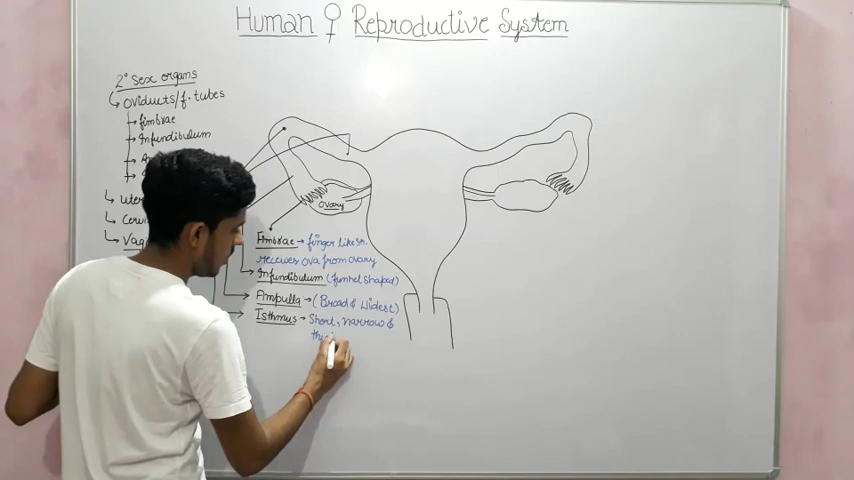 Human ♀ Reproductive System
2° Sex organs
Oviducts/f. tubes
fimbrae
Infundibulum
ovary
Fimbrae → finger like Sr.
receives ova from ovary
Infundibulum (funnel shaped)
Ampulla → (Broad & Widest)
Isthmus → Short, narrow &